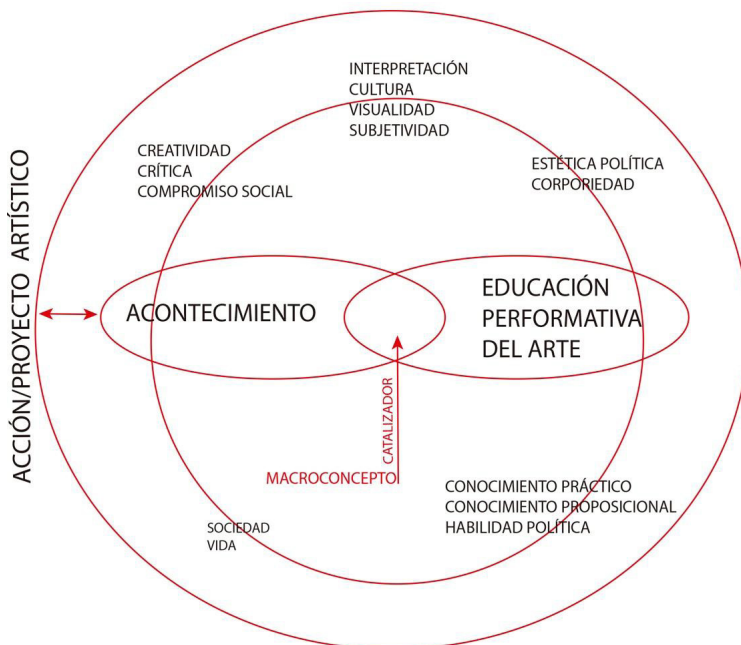 INTERPRETACIÓN
CULTURA
VISUALIDAD
SUBJETIVIDAD
CREATIVIDAD
CRÍTICA
COMPROMISO SOCIAL
ESTÉTICA POLÍTICA
CORPORIEDAD
ACCIÓN/PROYECTO ARTÍSTICO
ACONTECIMIENTO
EDUCACIÓN
PERFORMATIVA
DEL ARTE
CATALIZADOR
MACROCONCEPTO
CONOCIMIENTO PRÁCTICO
CONOCIMIENTO PROPOSICIONAL
HABILIDAD POLÍTICA
SOCIEDAD
VIDA